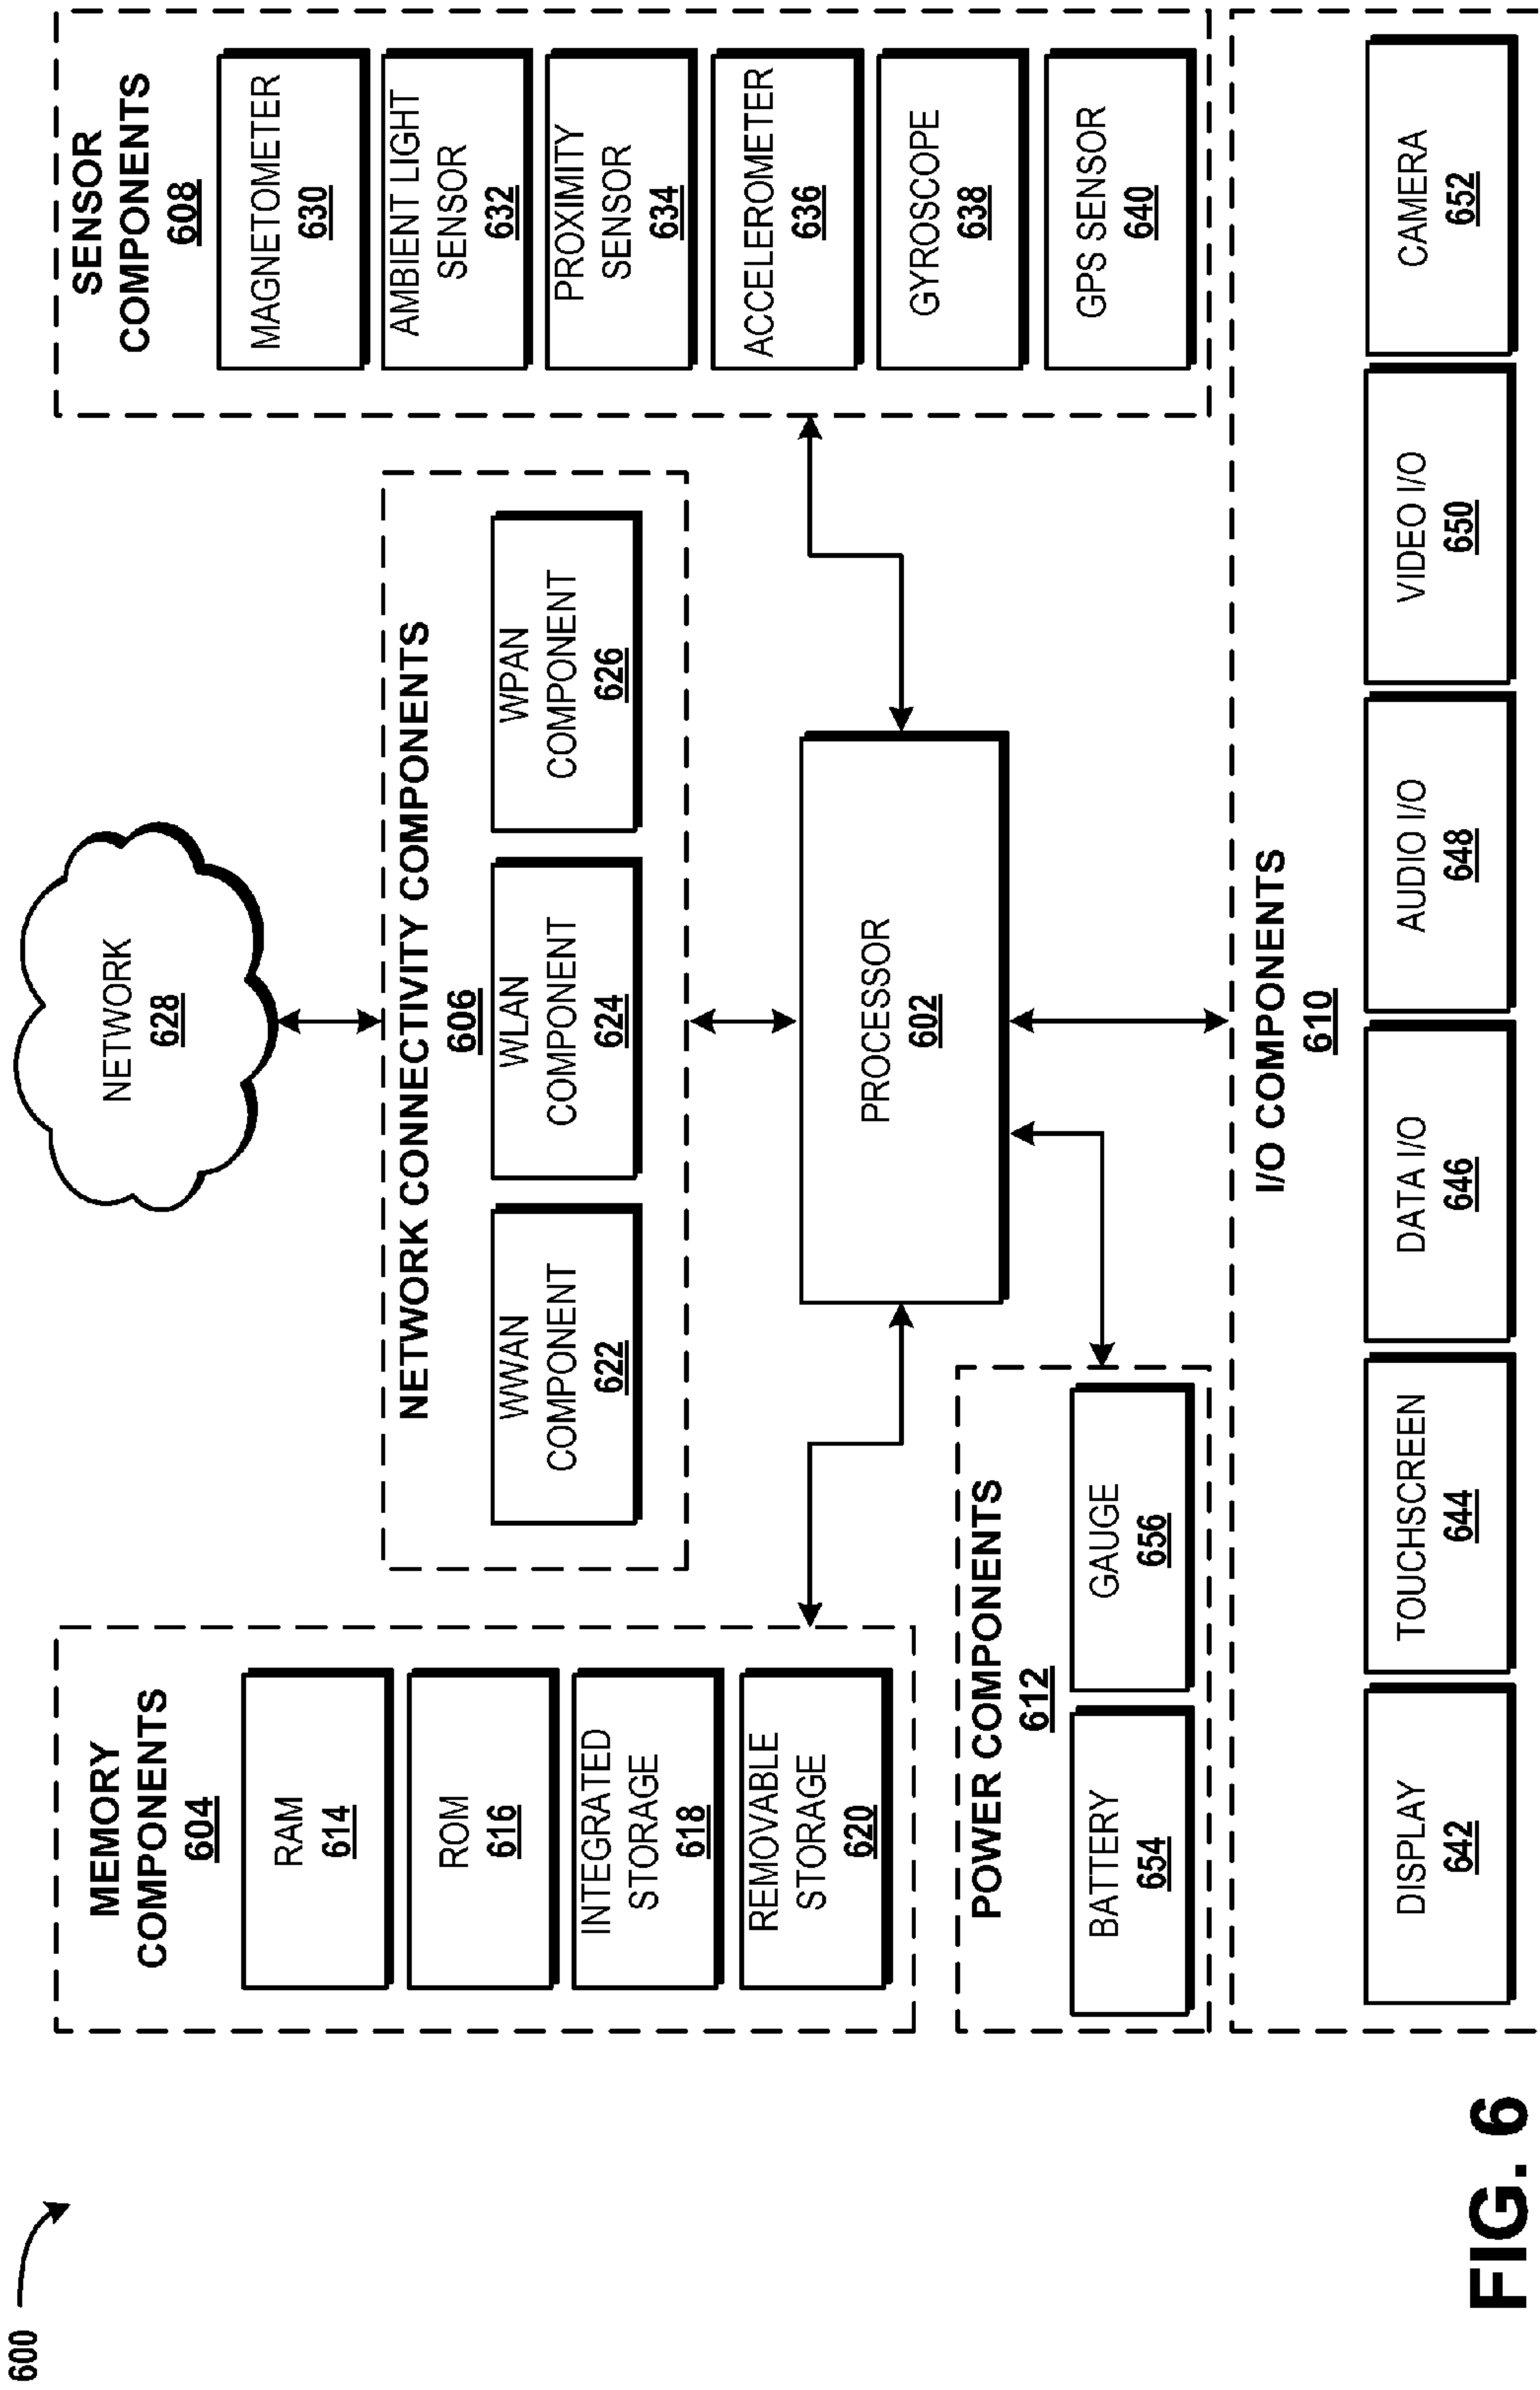 600
NETWORK
628
MEMORY
COMPONENTS
604
RAM
614
ROM
616
INTEGRATED
STORAGE
618
REMOVABLE
STORAGE
620
NETWORK CONNECTIVITY COMPONENTS
606
WWAN
COMPONENT
622
WLAN
COMPONENT
624
WPAN
COMPONENT
626
SENSOR
COMPONENTS
608
MAGNETOMETER
630
AMBIENT LIGHT
SENSOR
632
PROXIMITY
SENSOR
634
ACCELEROMETER
636
GYROSCOPE
638
GPS SENSOR
640
PROCESSOR
602
POWER COMPONENTS
612
BATTERY
654
GAUGE
656
I/O COMPONENTS
610
DISPLAY
642
TOUCHSCREEN
644
DATA I/O
646
AUDIO I/O
648
VIDEO I/O
650
CAMERA
652
FIG. 6